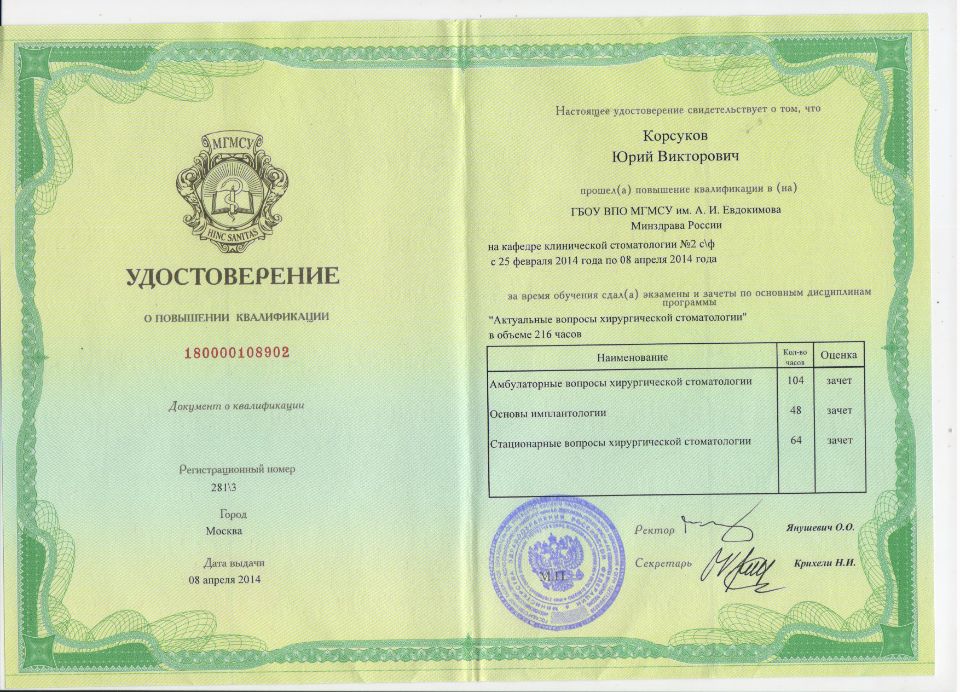 МГМСУ
HINC SANITAS
УДОСТОВЕРЕНИЕ
О ПОВЫШЕНИИ КВАЛИФИКАЦИИ
180000108902
Документ о квалификации
Регистрационный номер
281\3
Город
Москва
Дата выдачи
08 апреля 2014
Настоящее удостоверение свидетельствует о том, что
Корсуков
Юрий Викторович
прошел(а) повышение квалификации в (на)
ГБОУ ВПО МГМСУ им. А. И. Евдокимова
Минздрава России
на кафедре клинической стоматологии №2 с\ф
с 25 февраля 2014 года по 08 апреля 2014 года
за время обучения сдал(а) экзамены и зачеты по основным дисциплинам
программы
"Актуальные вопросы хирургической стоматологии"
в объеме 216 часов
Наименование Кол-во часов Оценка
Амбулаторные вопросы хирургической стоматологии 104 зачет
Основы имплантологии 48 зачет
Стационарные вопросы хирургической стоматологии 64 зачет
Ректор Янушевич О.О.
М.П.
Секретарь Крихели Н.И.